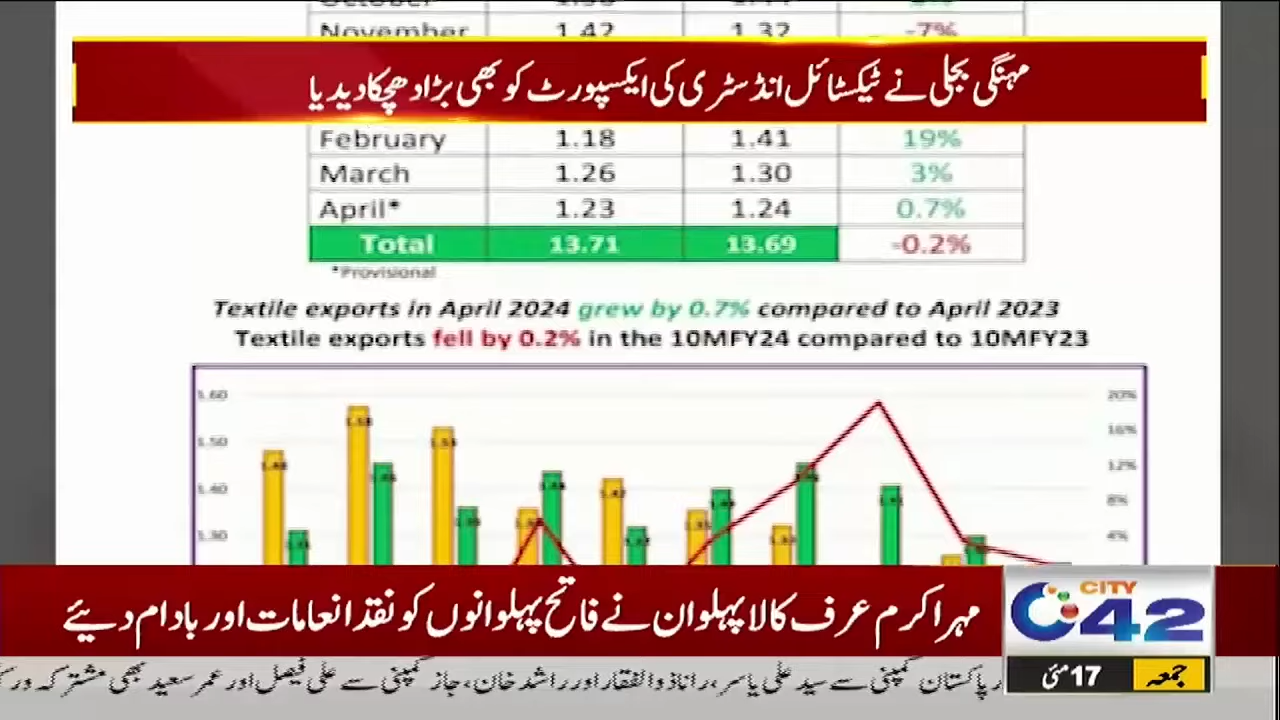 November 1.42 1.32 -7%
مہنگی بجلی نے ٹیکسٹائل انڈسٹری کی ایکسپورٹ کو بھی بڑا دھچکا دیدیا
February 1.18 1.41 19%
March 1.26 1.30 3%
April* 1.23 1.24 0.7%
Total 13.71 13.69 -0.2%
*Provisional
Textile exports in April 2024 grew by 0.7% compared to April 2023
Textile exports fell by 0.2% in the 10MFY24 compared to 10MFY23
1.60 20%
16%
1.50
12%
1.40
8%
1.30 4%
مہر اکرم عرف کالا پہلوان نے فاتح پہلوانوں کو نقد انعامات اور بادام دیئے
CITY
42
پاکستان کمپنی سے سید علی یاسر، رانا ذوالفقار اور راشد خان، جاز کمپنی سے علی فیصل اور عمر سعید بھی مشترکہ
جمعہ 17 مئی